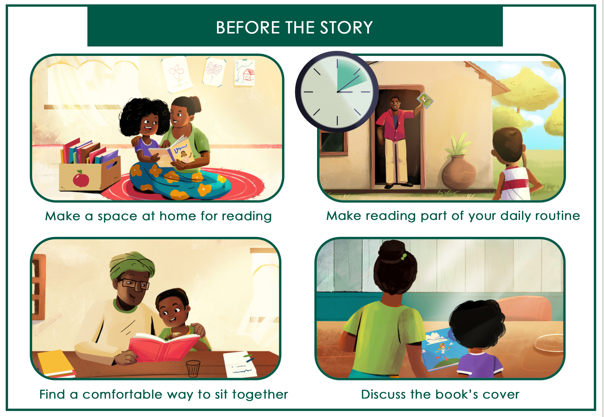 BEFORE THE STORY
Make a space at home for reading
Make reading part of your daily routine
Find a comfortable way to sit together
Discuss the book’s cover